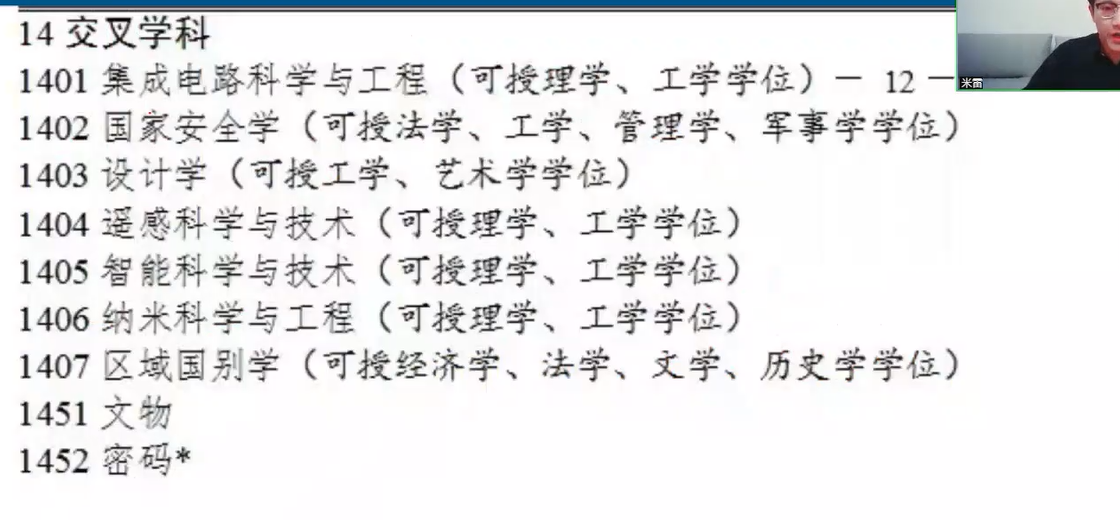 14 交叉学科
1401 集成电路科学与工程（可授理学、工学学位）－ 12 －
1402 国家安全学（可授法学、工学、管理学、军事学学位）
1403 设计学（可授工学、艺术学学位）
1404 遥感科学与技术（可授理学、工学学位）
1405 智能科学与技术（可授理学、工学学位）
1406 纳米科学与工程（可授理学、工学学位）
1407 区域国别学（可授经济学、法学、文学、历史学学位）
1451 文物
1452 密码*
米雷